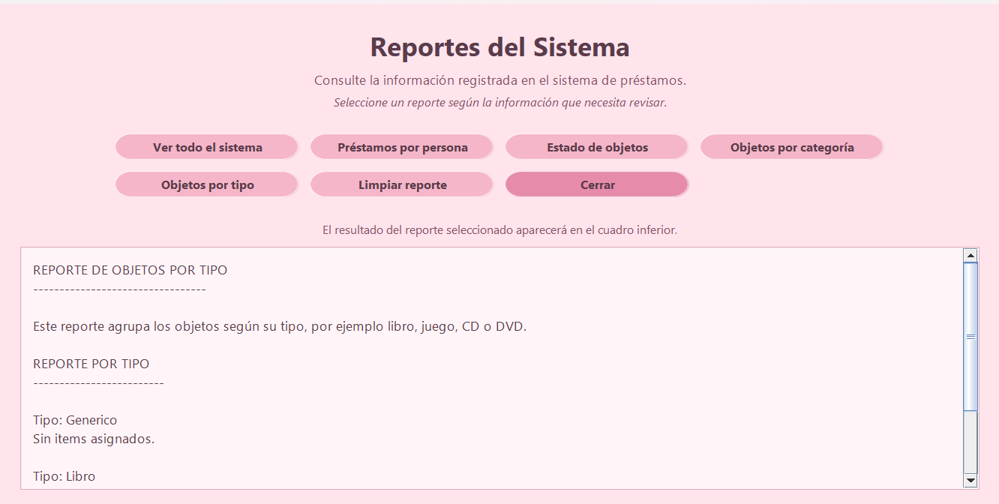 Reportes del Sistema
Consulte la información registrada en el sistema de préstamos.
Seleccione un reporte según la información que necesita revisar.
Ver todo el sistema
Préstamos por persona
Estado de objetos
Objetos por categoría
Objetos por tipo
Limpiar reporte
Cerrar
El resultado del reporte seleccionado aparecerá en el cuadro inferior.
REPORTE DE OBJETOS POR TIPO
---------------------------------
Este reporte agrupa los objetos según su tipo, por ejemplo libro, juego, CD o DVD.
REPORTE POR TIPO
-------------------------
Tipo: Generico
Sin items asignados.
Tipo: Libro